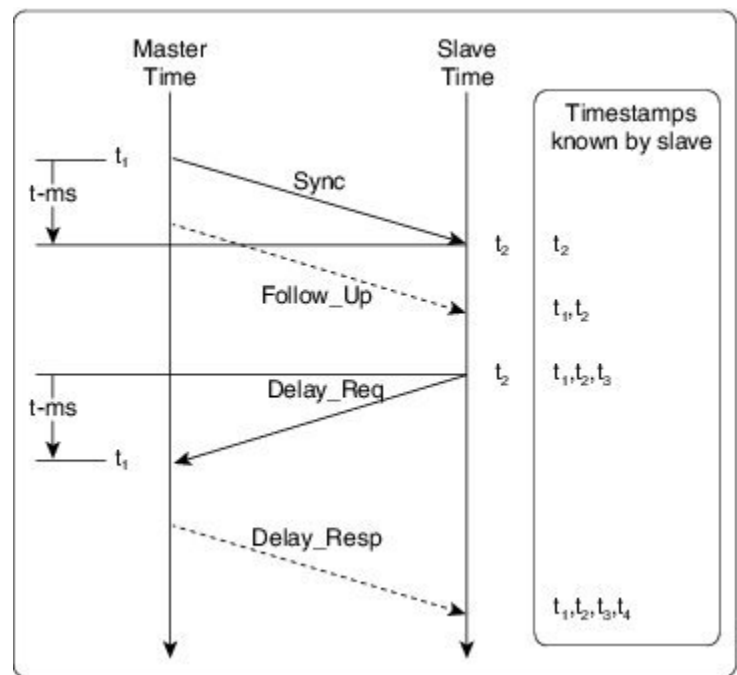 Master
Time
Slave
Time
Timestamps
known by slave
t₁
Sync
t-ms
t₂
t₂
Follow_Up
t₁,t₂
t₂
t₁,t₂,t₃
Delay_Req
t-ms
t₁
Delay_Resp
t₁,t₂,t₃,t₄